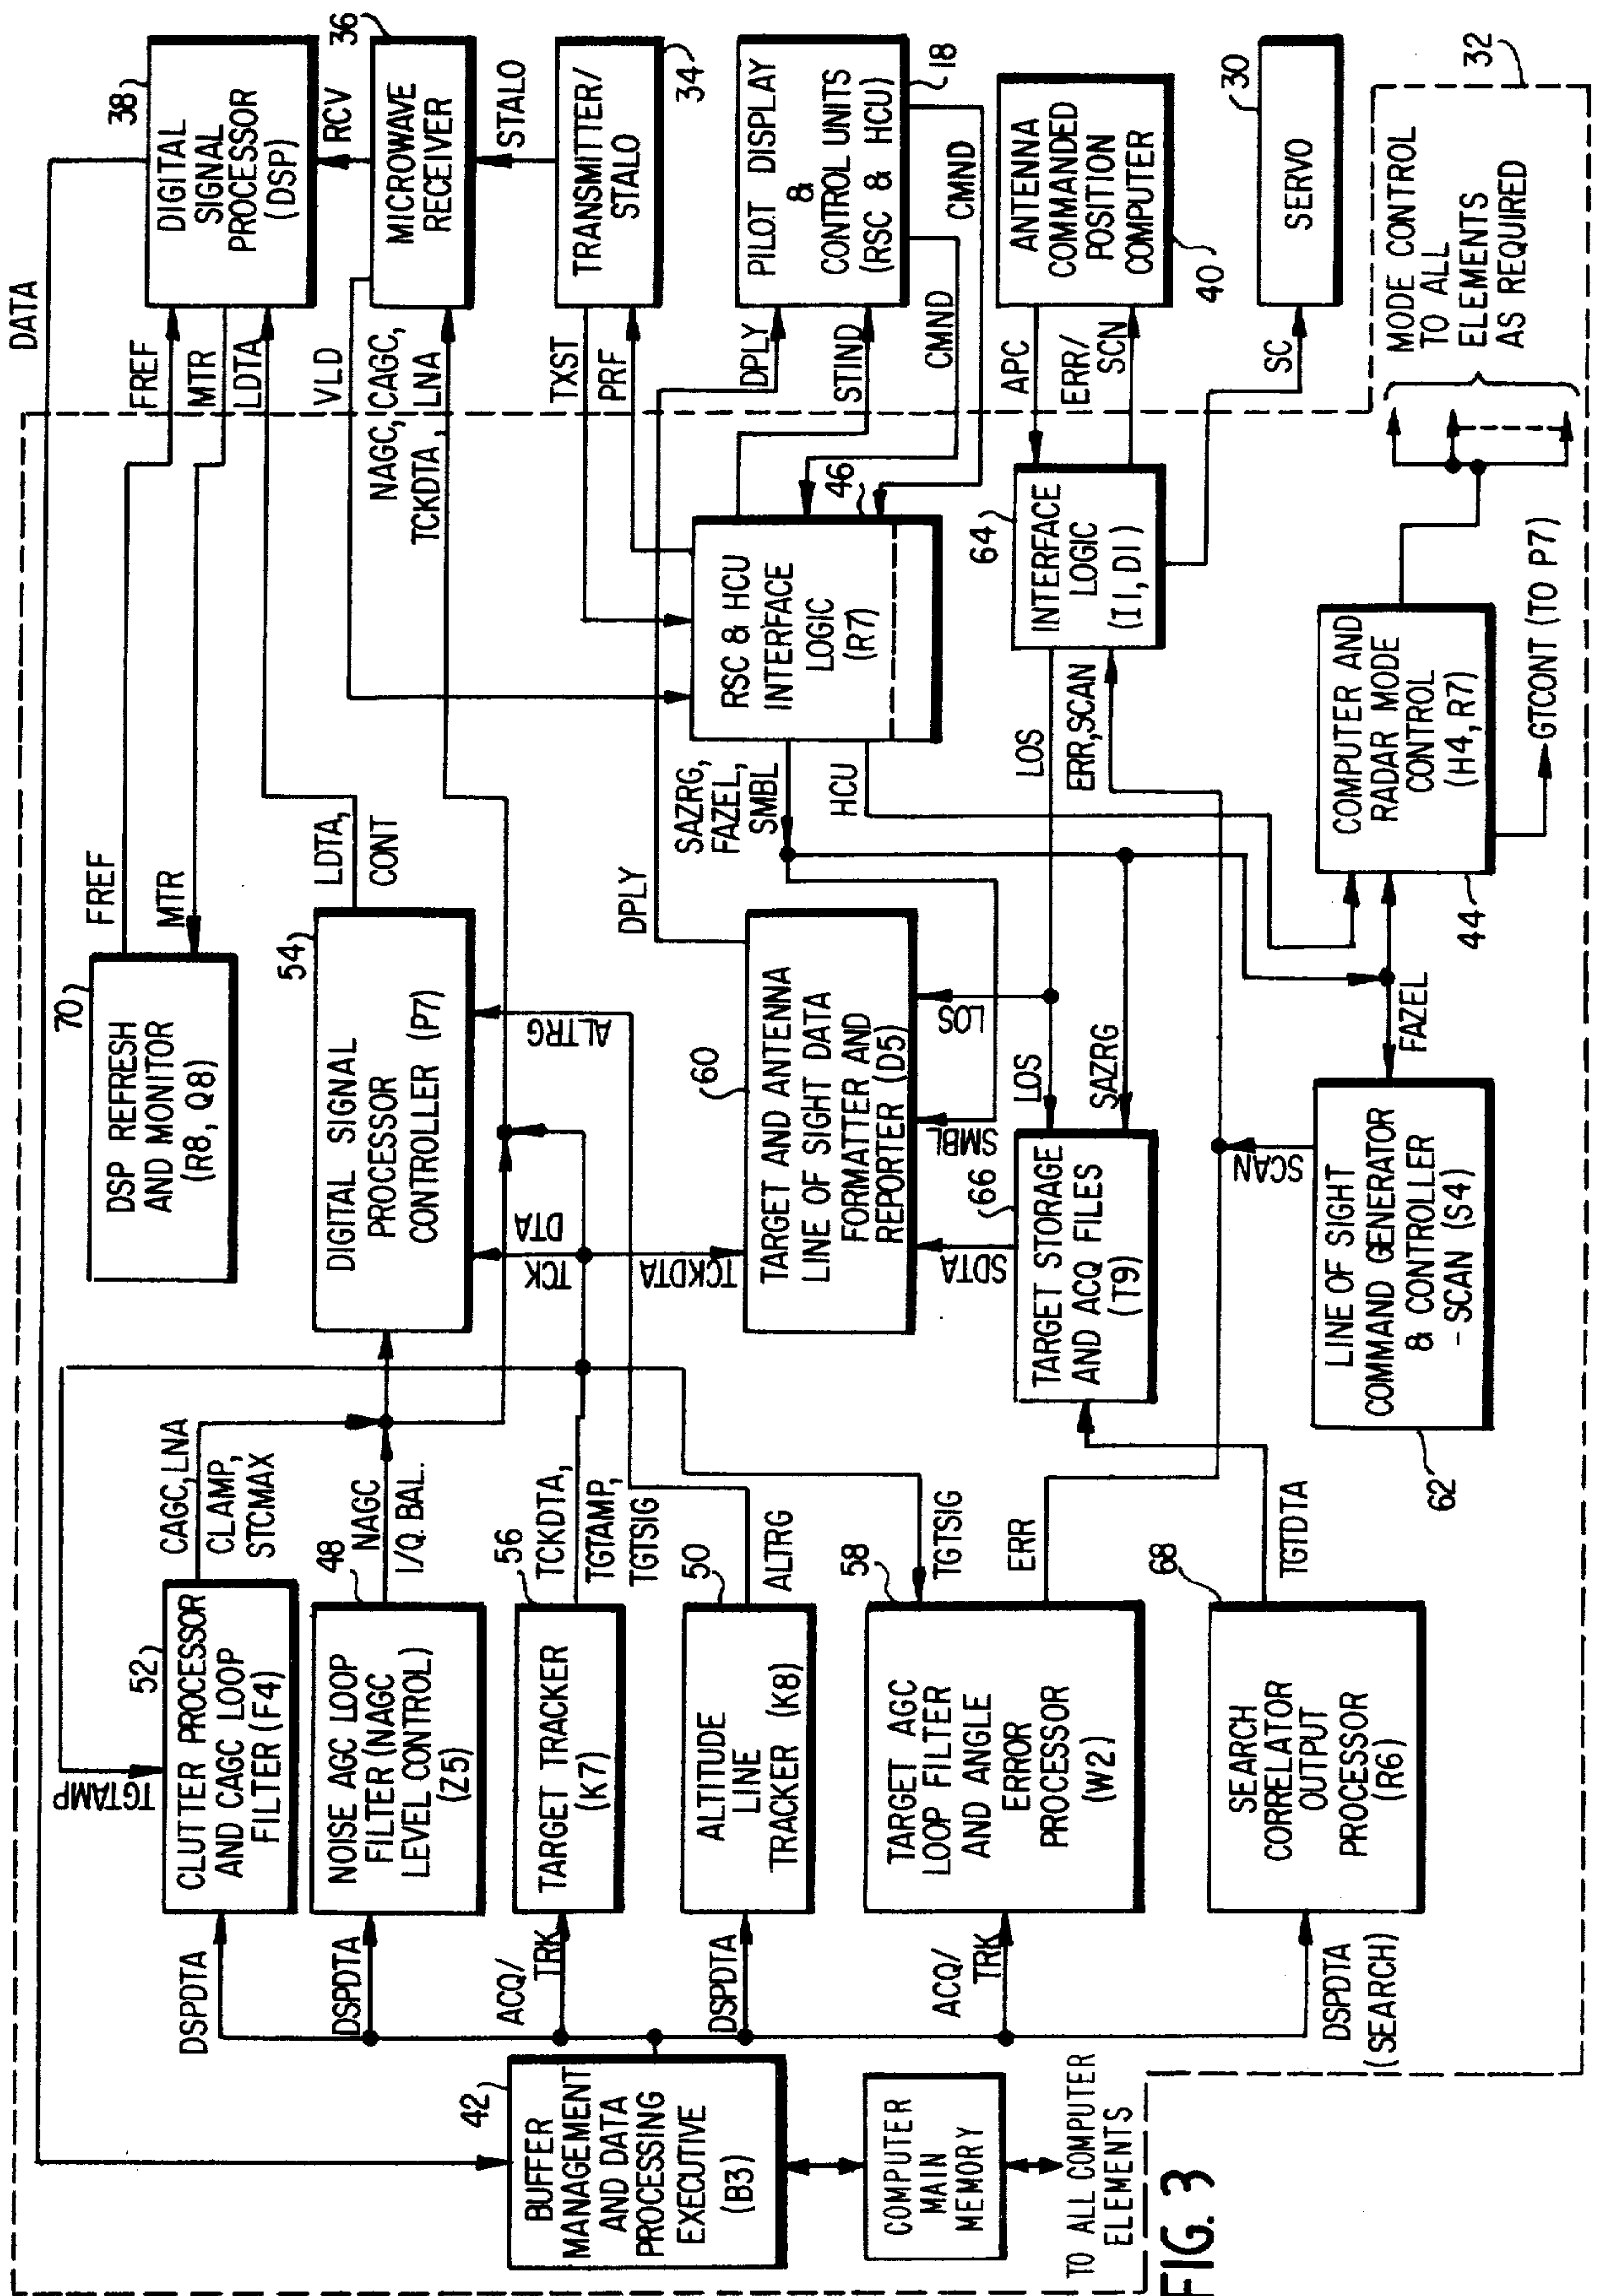 DATA
DIGITAL
SIGNAL
PROCESSOR
(DSP)
38
RCV
MICROWAVE
RECEIVER
36
STALO
TRANSMITTER/
STALO
34
PILOT DISPLAY
&
CONTROL UNITS
(RSC & HCU)
18
CMND
CMND
ANTENNA
COMMANDED
POSITION
COMPUTER
40
SERVO
30
32
MODE CONTROL
TO ALL
ELEMENTS
AS REQUIRED
FREF
MTR
LDTA
VLD
NAGC, CAGC,
TCKDTA, LNA
TXST
PRF
DPLY
STIND
APC
ERR/
SCN
SC
FREF
MTR
70
DSP REFRESH
AND MONITOR
(R8, Q8)
LDTA,
CONT
54
DIGITAL SIGNAL
PROCESSOR
CONTROLLER (P7)
ALTRG
TCK
DTA
TCKDTA
46
RSC & HCU
INTERFACE
LOGIC
(R7)
SAZRG,
FAZEL,
SMBL
HCU
DPLY
64
INTERFACE
LOGIC
(I1, D1)
LOS
ERR,SCAN
60
TARGET AND ANTENNA
LINE OF SIGHT DATA
FORMATTER AND
REPORTER (D5)
LOS
SMBL
SDTA
LOS
SAZRG
66
TARGET STORAGE
AND ACQ FILES
(T9)
COMPUTER AND
RADAR MODE
CONTROL
(H4, R7)
44
GTCONT (TO P7)
FAZEL
LINE OF SIGHT
COMMAND GENERATOR
& CONTROLLER
- SCAN (S4)
62
SCAN
TGTAMP
52
CLUTTER PROCESSOR
AND CAGC LOOP
FILTER (F4)
CAGC,LNA
CLAMP,
STCMAX
48
NOISE AGC LOOP
FILTER (NAGC
LEVEL CONTROL)
(Z5)
NAGC
I/Q. BAL.
56
TARGET TRACKER
(K7)
TCKDTA,
TGTAMP,
TGTSIG
50
ALTITUDE
LINE
TRACKER (K8)
ALTRG
58
TARGET AGC
LOOP FILTER
AND ANGLE
ERROR
PROCESSOR
(W2)
TGTSIG
ERR
68
SEARCH
CORRELATOR
OUTPUT
PROCESSOR
(R6)
TGTDTA
DSPDTA
DSPDTA
ACQ/
TRK
DSPDTA
ACQ/
TRK
DSPDTA
(SEARCH)
42
BUFFER
MANAGEMENT
AND DATA
PROCESSING
EXECUTIVE
(B3)
COMPUTER
MAIN
MEMORY
TO ALL COMPUTER
ELEMENTS
FIG. 3